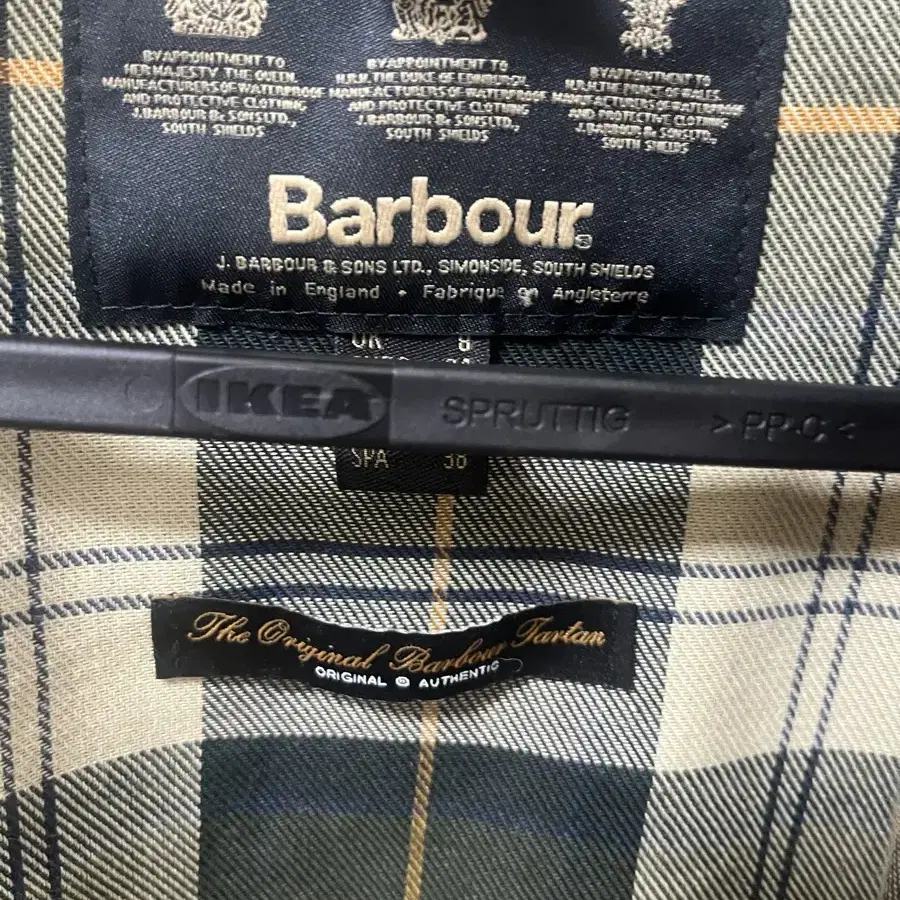 BY APPOINTMENT TO
HER MAJESTY THE QUEEN
MANUFACTURERS OF WATERPROOF
AND PROTECTIVE CLOTHING
J. BARBOUR & SONS LTD.,
SOUTH SHIELDS
BY APPOINTMENT TO
H.R.H. THE DUKE OF EDINBURGH
MANUFACTURERS OF WATERPROOF
AND PROTECTIVE CLOTHING
J. BARBOUR & SONS LTD.,
SOUTH SHIELDS
BY APPOINTMENT TO
H.R.H. THE DUKE OF WALES
MANUFACTURERS OF WATERPROOF
AND PROTECTIVE CLOTHING
J. BARBOUR & SONS LTD.,
SOUTH SHIELDS
Barbour®
J. BARBOUR & SONS LTD., SIMONSIDE, SOUTH SHIELDS
Made in England • Fabriqué en Angleterre
UK 8
IKEA SPRUTTIG >PP-C<
SPA 38
The Original Barbour Tartan
ORIGINAL ® AUTHENTIC